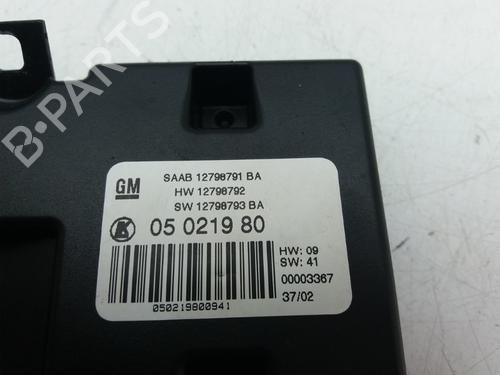 B-PARTS
GM
SAAB 12798791 BA
HW 12798792
SW 12798793 BA
K
05 0219 80
HW: 09
SW: 41
00003367
37/02
050219800941